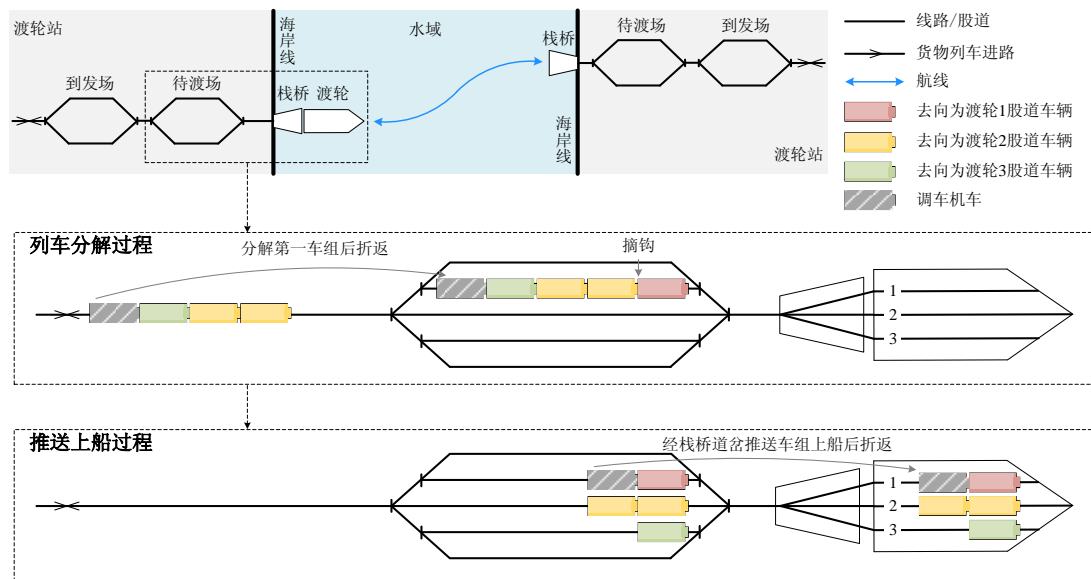 渡轮站
到发场
待渡场
海岸线
栈桥
渡轮
水域
栈桥
海岸线
待渡场
到发场
渡轮站
线路/股道
货物列车进路
航线
去向为渡轮1股道车辆
去向为渡轮2股道车辆
去向为渡轮3股道车辆
调车机车
列车分解过程
分解第一车组后折返
摘钩
1
2
3
推送上船过程
经栈桥道岔推送车组上船后折返
1
2
3